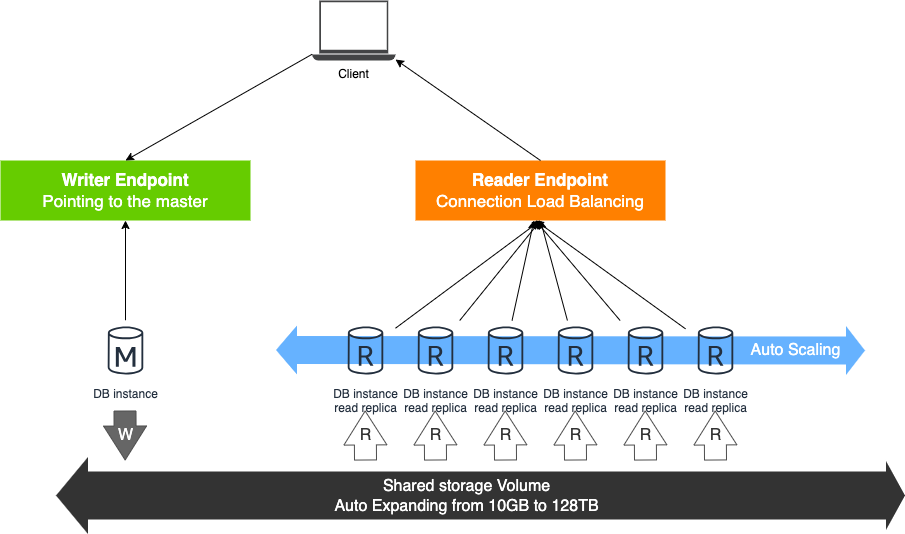 Client
Writer Endpoint
Pointing to the master
Reader Endpoint
Connection Load Balancing
M
R
R
R
R
R
R
Auto Scaling
DB instance
DB instance
read replica
DB instance
read replica
DB instance
read replica
DB instance
read replica
DB instance
read replica
DB instance
read replica
W
R
R
R
R
R
R
Shared storage Volume
Auto Expanding from 10GB to 128TB